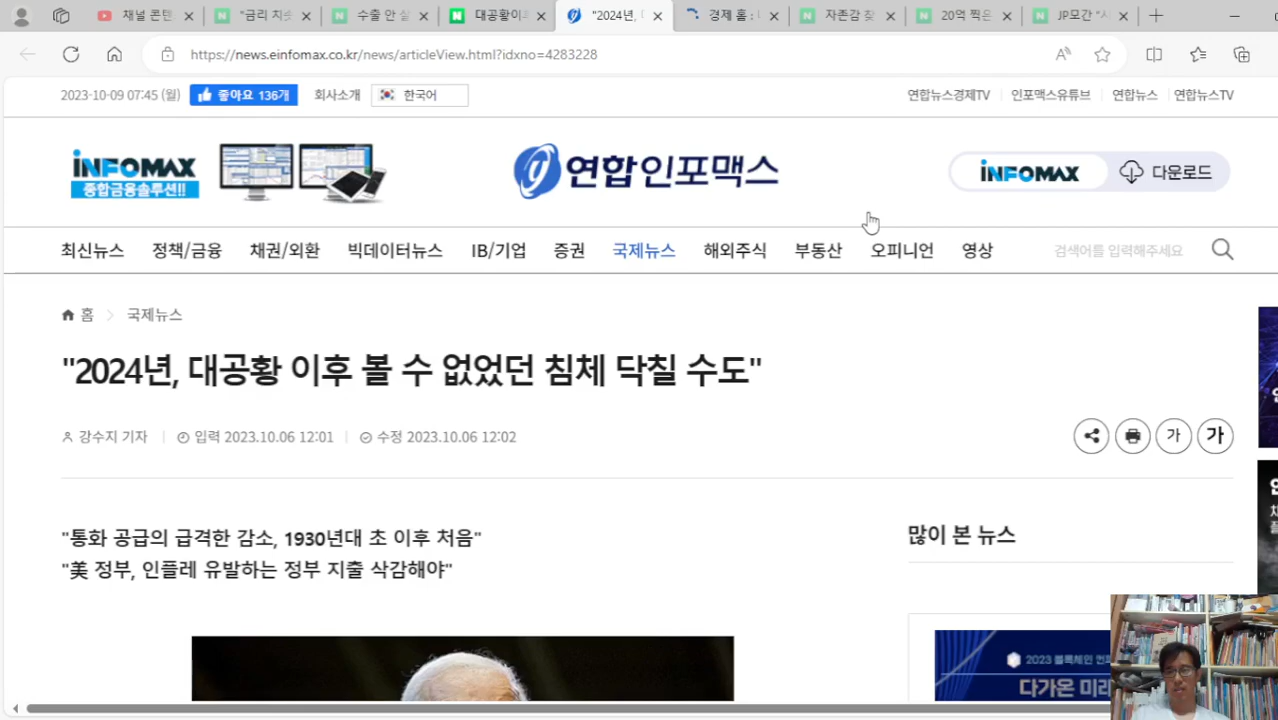 채널 콘텐
"금리 치솟
수출 안
대공황이
"2024년,
경제 홈 :
자존감
20억 찍은
JP모간
https://news.einfomax.co.kr/news/articleView.html?idxno=4283228
2023-10-09 07:45 (월)
좋아요 136개
회사소개
한국어
연합뉴스경제TV
인포맥스유튜브
연합뉴스
연합뉴스TV
INFOMAX
종합금융솔루션!!
연합인포맥스
INFOMAX
다운로드
최신뉴스
정책/금융
채권/외환
빅데이터뉴스
IB/기업
증권
국제뉴스
해외주식
부동산
오피니언
영상
검색어를 입력해주세요
홈
국제뉴스
"2024년, 대공황 이후 볼 수 없었던 침체 닥칠 수도"
강수지 기자
입력 2023.10.06 12:01
수정 2023.10.06 12:02
가
가
"통화 공급의 급격한 감소, 1930년대 초 이후 처음"
"美 정부, 인플레 유발하는 정부 지출 삭감해야"
많이 본 뉴스
2023 블록체인
다가온 미래